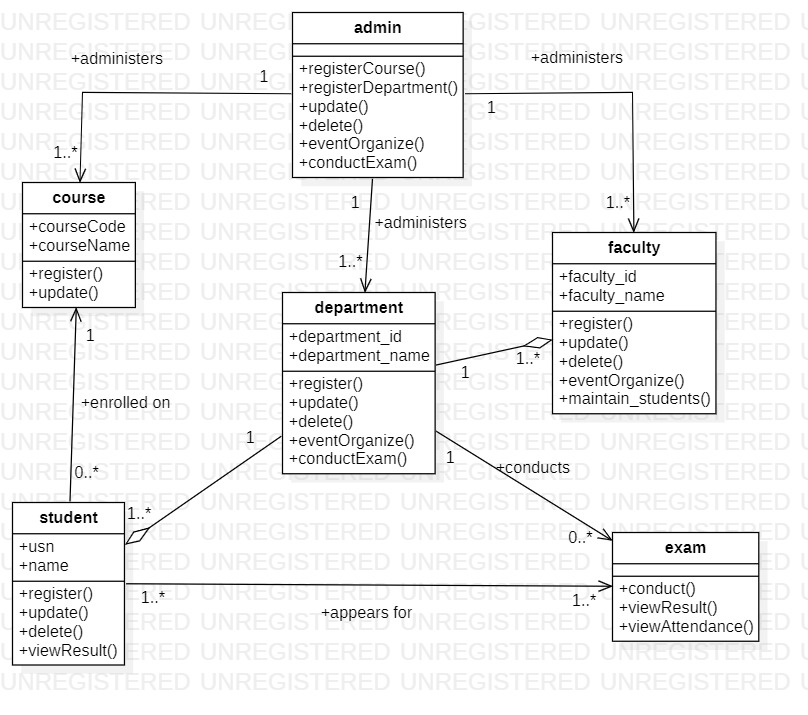 admin
+registerCourse()
+registerDepartment()
+update()
+delete()
+eventOrganize()
+conductExam()
+administers
1
1..*
+administers
1
1..*
1
+administers
1..*
course
+courseCode
+courseName
+register()
+update()
faculty
+faculty_id
+faculty_name
+register()
+update()
+delete()
+eventOrganize()
+maintain_students()
department
+department_id
+department_name
+register()
+update()
+delete()
+eventOrganize()
+conductExam()
1
1..*
1
+enrolled on
0..*
1
1..*
1
+conducts
0..*
student
+usn
+name
+register()
+update()
+delete()
+viewResult()
1..*
+appears for
1..*
exam
+conduct()
+viewResult()
+viewAttendance()
UNREGISTERED